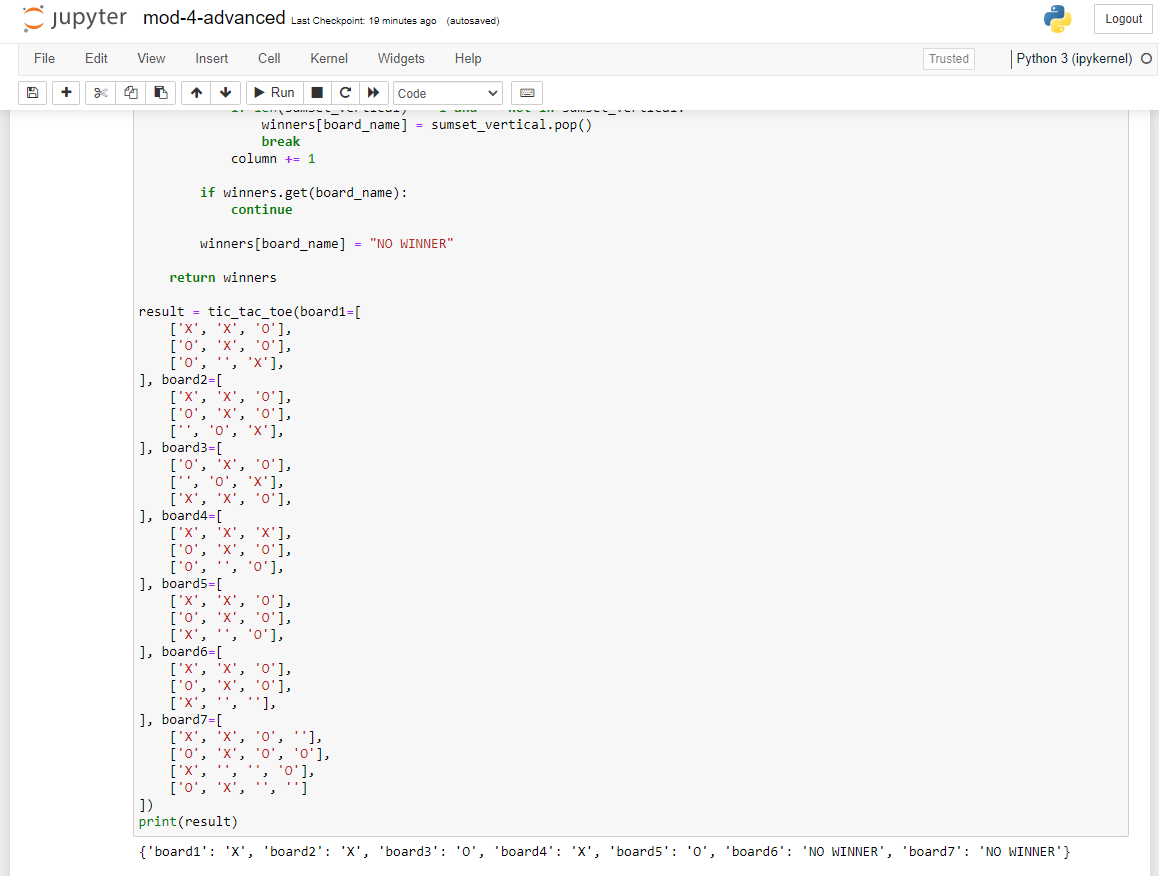 jupyter mod-4-advanced Last Checkpoint: 19 minutes ago (autosaved) Logout
File Edit View Insert Cell Kernel Widgets Help Trusted Python 3 (ipykernel)
Run Code
winners[board_name] = sumset_vertical.pop()
break
column += 1
if winners.get(board_name):
continue
winners[board_name] = "NO WINNER"
return winners
result = tic_tac_toe(board1=[
['X', 'X', 'O'],
['O', 'X', 'O'],
['O', '', 'X'],
], board2=[
['X', 'X', 'O'],
['O', 'X', 'O'],
['', 'O', 'X'],
], board3=[
['O', 'X', 'O'],
['', 'O', 'X'],
['X', 'X', 'O'],
], board4=[
['X', 'X', 'X'],
['O', 'X', 'O'],
['O', '', 'O'],
], board5=[
['X', 'X', 'O'],
['O', 'X', 'O'],
['X', '', 'O'],
], board6=[
['X', 'X', 'O'],
['O', 'X', 'O'],
['X', '', ''],
], board7=[
['X', 'X', 'O', ''],
['O', 'X', 'O', 'O'],
['X', '', '', 'O'],
['O', 'X', '', '']
])
print(result)
{'board1': 'X', 'board2': 'X', 'board3': 'O', 'board4': 'X', 'board5': 'O', 'board6': 'NO WINNER', 'board7': 'NO WINNER'}